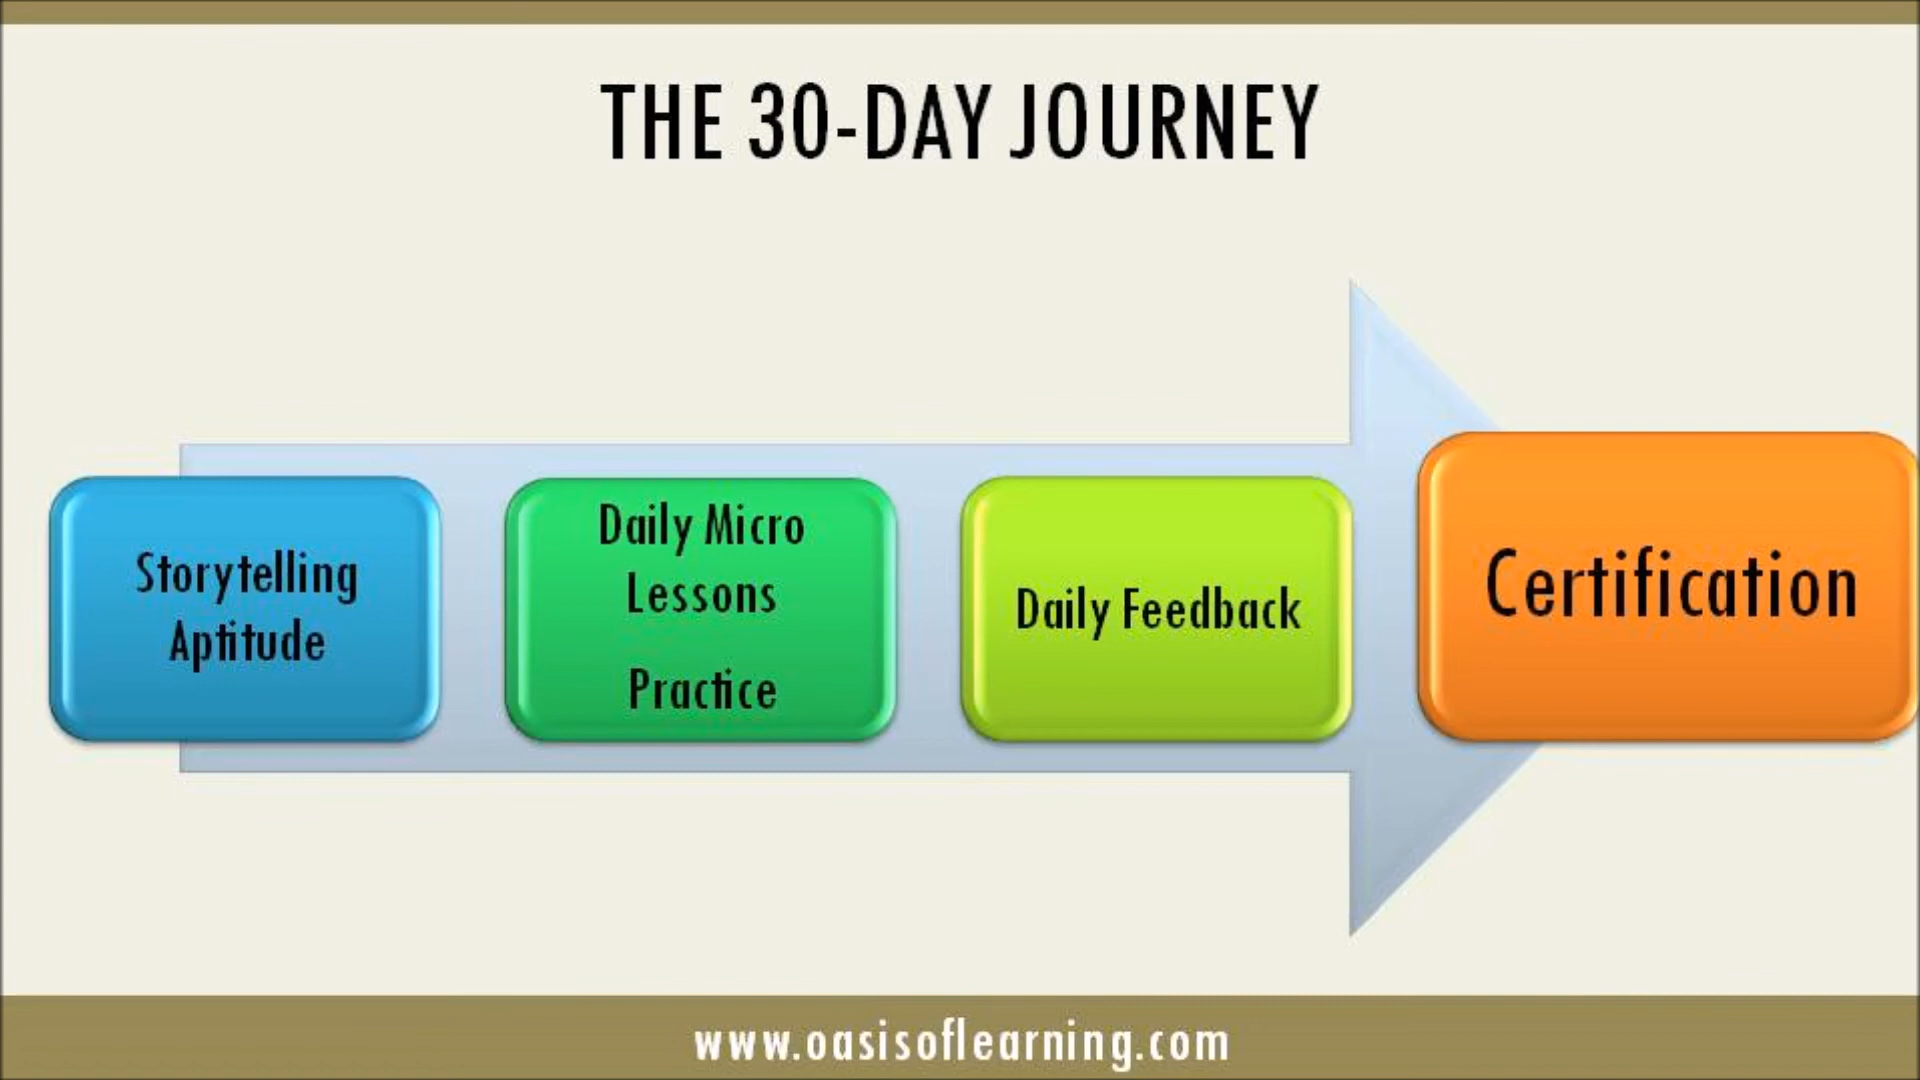 THE 30-DAY JOURNEY
Storytelling
Aptitude
Daily Micro
Lessons
Practice
Daily Feedback
Certification
www.oasisoflearning.com